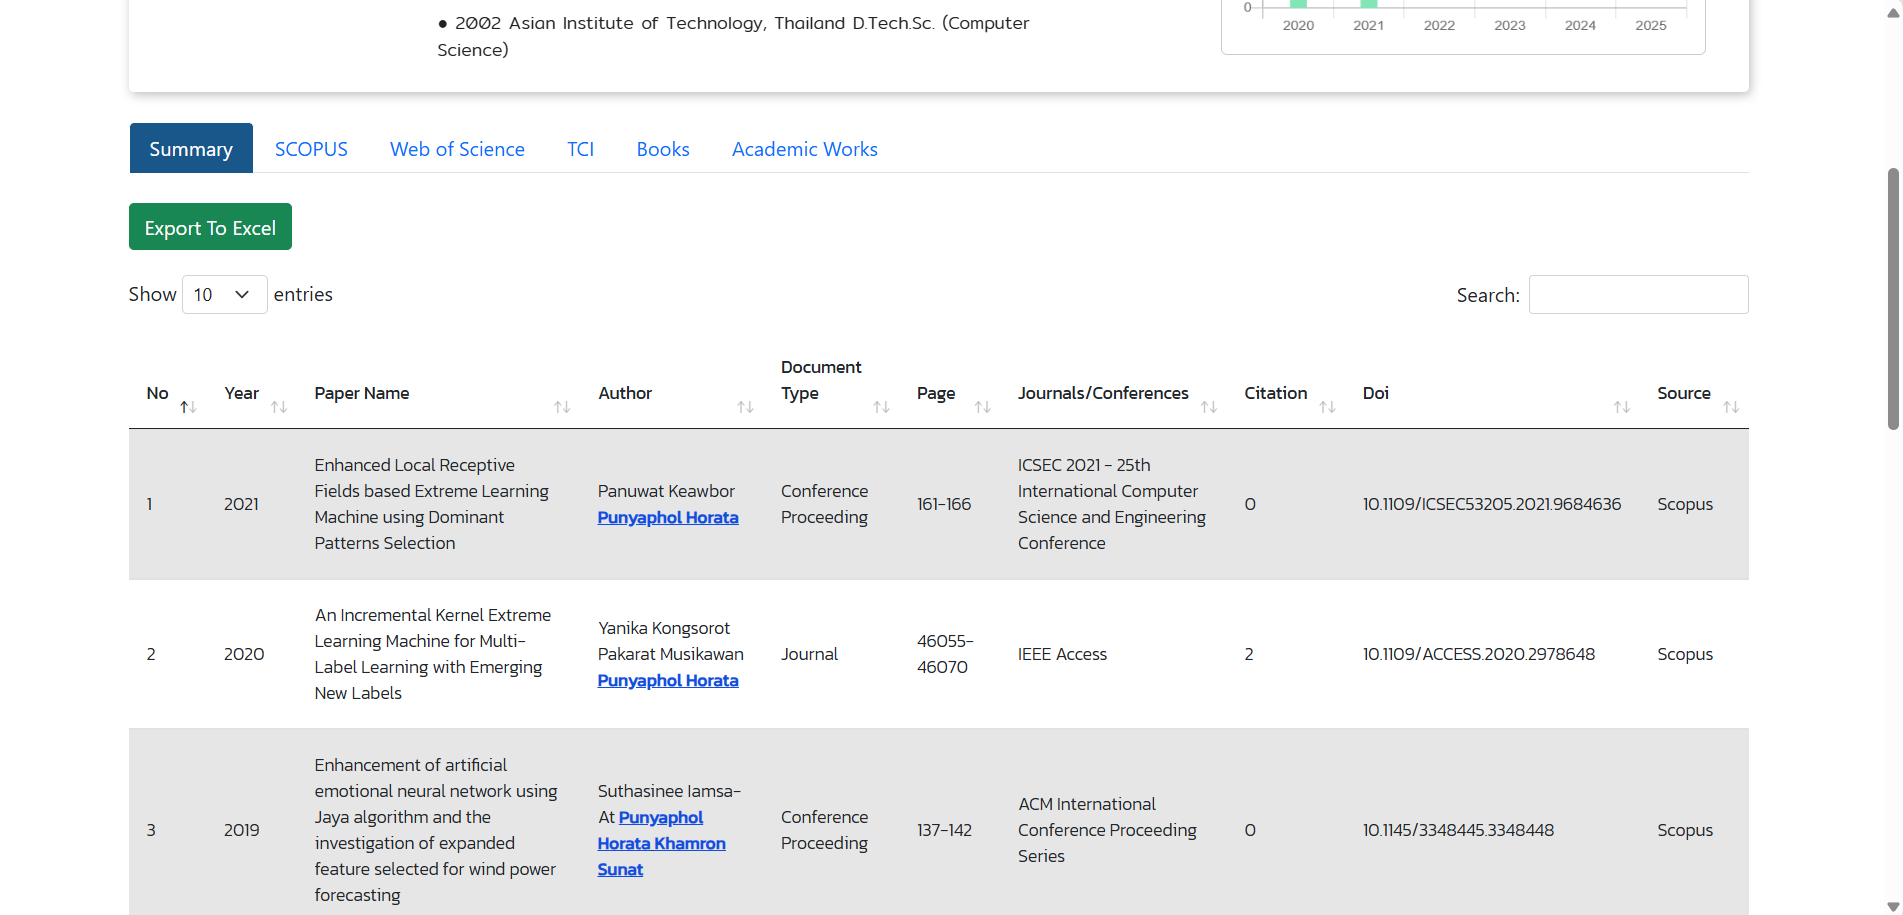 ● 2002 Asian Institute of Technology, Thailand D.Tech.Sc. (Computer
Science)
0
2020 2021 2022 2023 2024 2025
Summary SCOPUS Web of Science TCI Books Academic Works
Export To Excel
Show 10 entries
Search:
No Year Paper Name Author Document Type Page Journals/Conferences Citation Doi Source
1
2021
Enhanced Local Receptive
Fields based Extreme Learning
Machine using Dominant
Patterns Selection
Panuwat Keawbor
Punyaphol Horata
Conference
Proceeding
161-166
ICSEC 2021 - 25th
International Computer
Science and Engineering
Conference
0
10.1109/ICSEC53205.2021.9684636
Scopus
2
2020
An Incremental Kernel Extreme
Learning Machine for Multi-
Label Learning with Emerging
New Labels
Yanika Kongsorot
Pakarat Musikawan
Punyaphol Horata
Journal
46055-
46070
IEEE Access
2
10.1109/ACCESS.2020.2978648
Scopus
3
2019
Enhancement of artificial
emotional neural network using
Jaya algorithm and the
investigation of expanded
feature selected for wind power
forecasting
Suthasinee Iamsa-
At Punyaphol
Horata Khamron
Sunat
Conference
Proceeding
137-142
ACM International
Conference Proceeding
Series
0
10.1145/3348445.3348448
Scopus